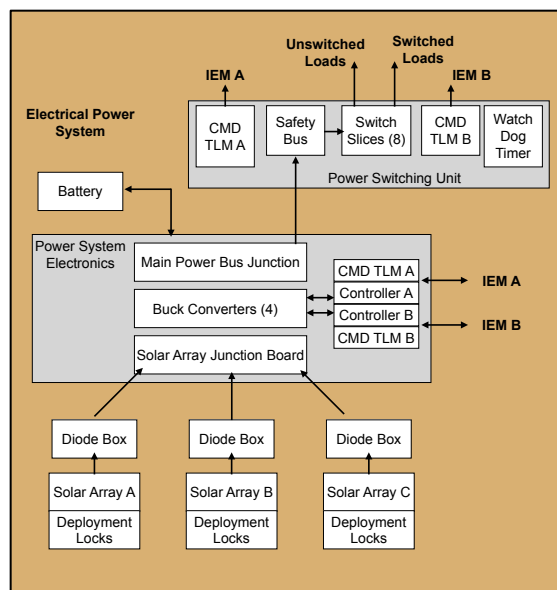 Unswitched
Loads
Switched
Loads
IEM A
IEM B
Electrical Power
System
CMD
TLM A
Safety
Bus
Switch
Slices (8)
CMD
TLM B
Watch
Dog
Timer
Power Switching Unit
Battery
Power System
Electronics
Main Power Bus Junction
CMD TLM A
Controller A
Controller B
CMD TLM B
IEM A
IEM B
Buck Converters (4)
Solar Array Junction Board
Diode Box
Diode Box
Diode Box
Solar Array A
Solar Array B
Solar Array C
Deployment
Locks
Deployment
Locks
Deployment
Locks